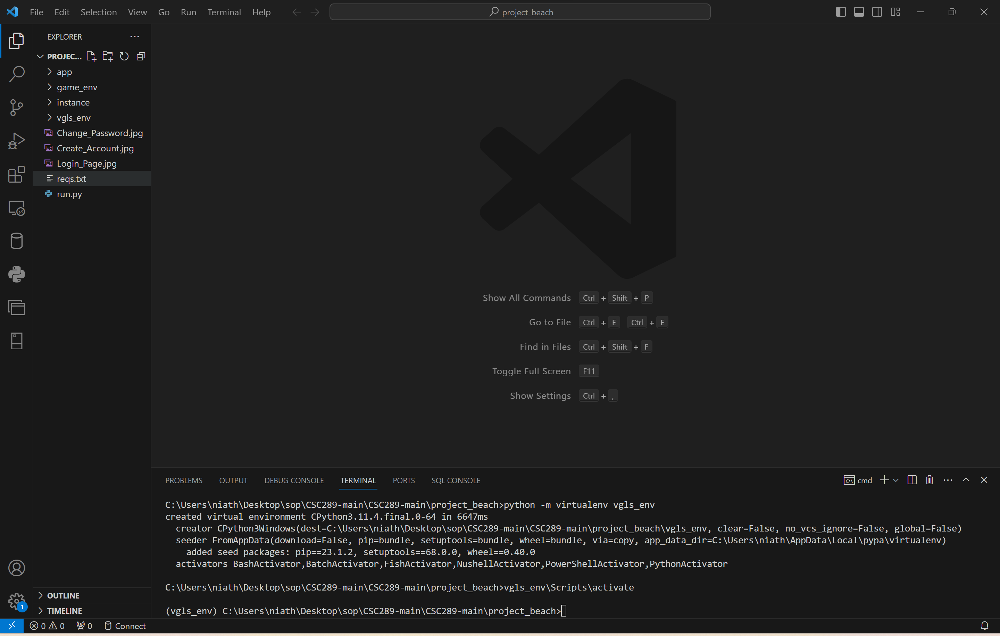 File Edit Selection View Go Run Terminal Help
project_beach
EXPLORER
PROJEC...
app
game_env
instance
vgls_env
Change_Password.jpg
Create_Account.jpg
Login_Page.jpg
reqs.txt
run.py
Show All Commands Ctrl + Shift + P
Go to File Ctrl + E Ctrl + E
Find in Files Ctrl + Shift + F
Toggle Full Screen F11
Show Settings Ctrl + ,
PROBLEMS OUTPUT DEBUG CONSOLE TERMINAL PORTS SQL CONSOLE
C:\ cmd
C:\Users\niath\Desktop\sop\CSC289-main\CSC289-main\project_beach>python -m virtualenv vgls_env
created virtual environment CPython3.11.4.final.0-64 in 6647ms
creator CPython3Windows(dest=C:\Users\niath\Desktop\sop\CSC289-main\CSC289-main\project_beach\vgls_env, clear=False, no_vcs_ignore=False, global=False)
seeder FromAppData(download=False, pip=bundle, setuptools=bundle, wheel=bundle, via=copy, app_data_dir=C:\Users\niath\AppData\Local\pypa\virtualenv)
added seed packages: pip==23.1.2, setuptools==68.0.0, wheel==0.40.0
activators BashActivator,BatchActivator,FishActivator,NushellActivator,PowerShellActivator,PythonActivator
C:\Users\niath\Desktop\sop\CSC289-main\CSC289-main\project_beach>vgls_env\Scripts\activate
(vgls_env) C:\Users\niath\Desktop\sop\CSC289-main\CSC289-main\project_beach>
OUTLINE
TIMELINE
1
0 0 0 Connect